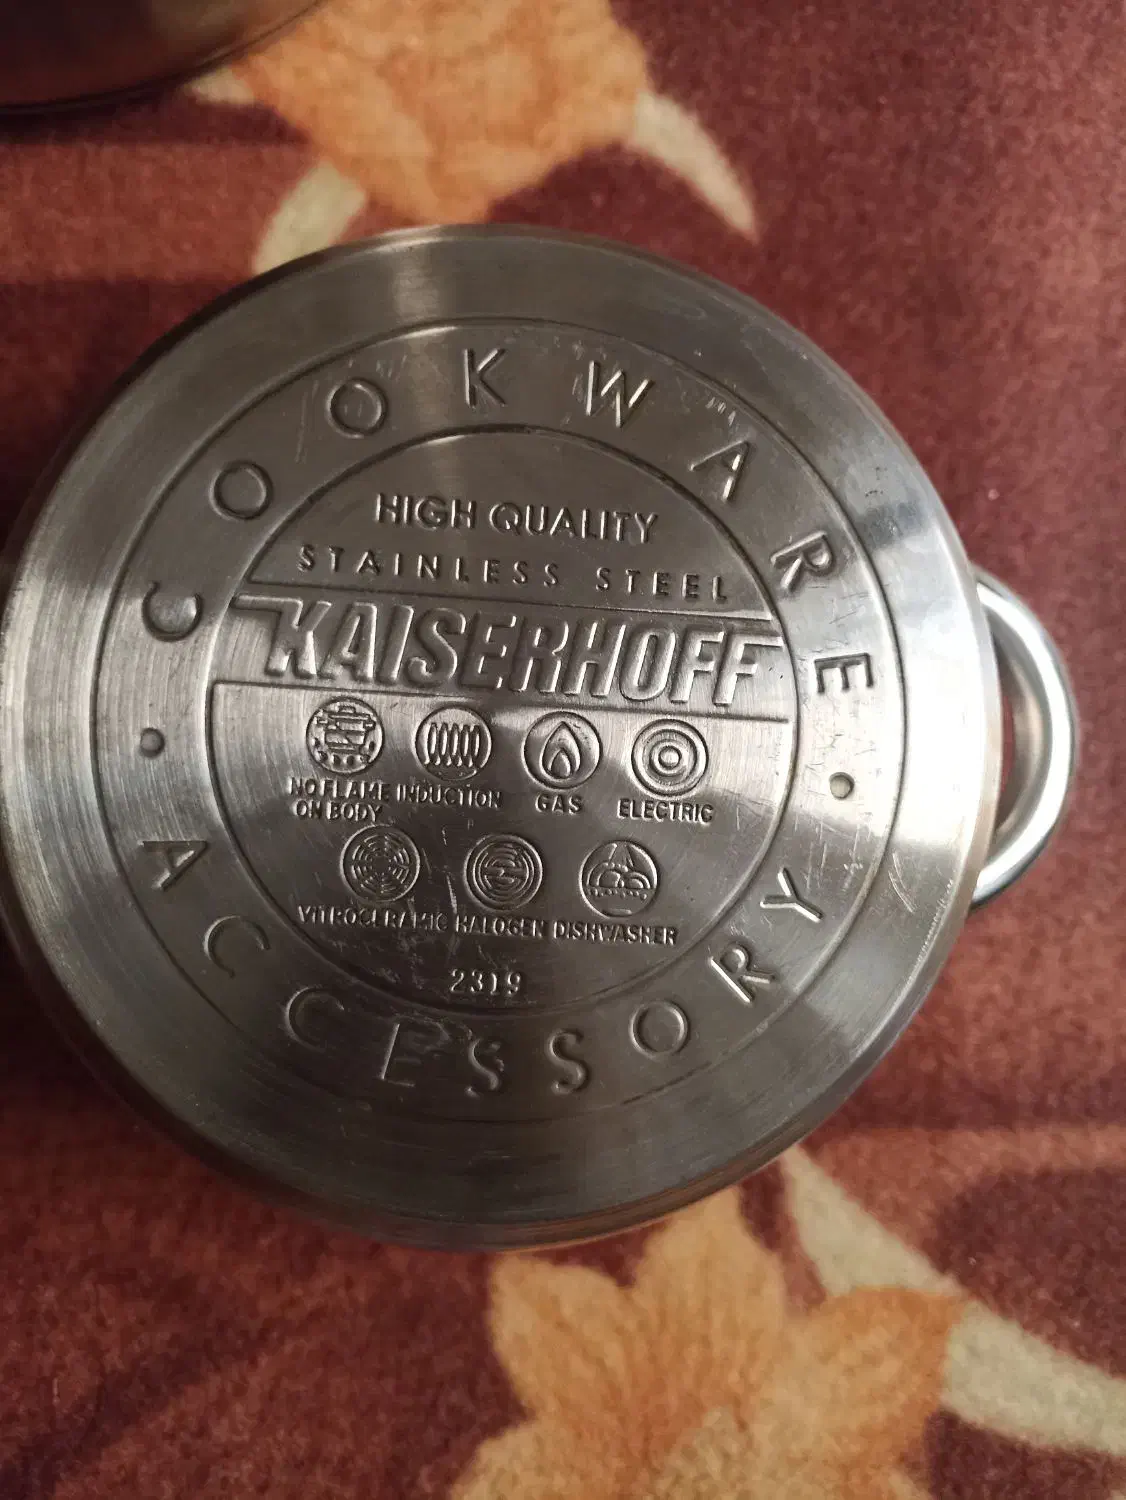 COOKWARE
HIGH QUALITY
STAINLESS STEEL
KAISERHOFF
NO FLAME ON BODY
INDUCTION
GAS
ELECTRIC
VITROCERAMIC
HALOGEN
DISHWASHER
2319
ACCESSORY